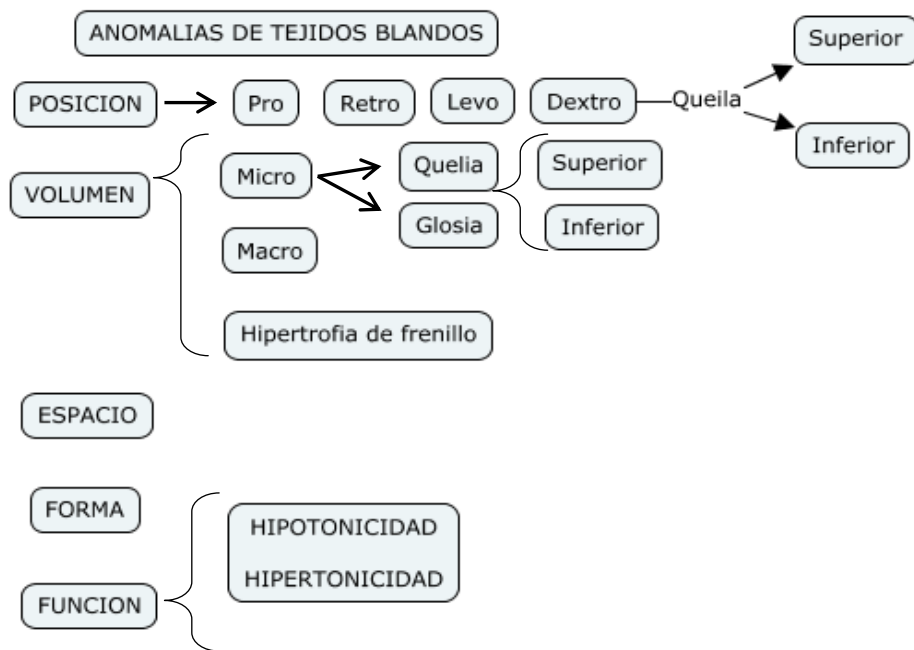 ANOMALIAS DE TEJIDOS BLANDOS
Superior
POSICION
Pro
Retro
Levo
Dextro
Queila
Inferior
VOLUMEN
Micro
Quelia
Superior
Glosia
Inferior
Macro
Hipertrofia de frenillo
ESPACIO
FORMA
HIPOTONICIDAD
HIPERTONICIDAD
FUNCION